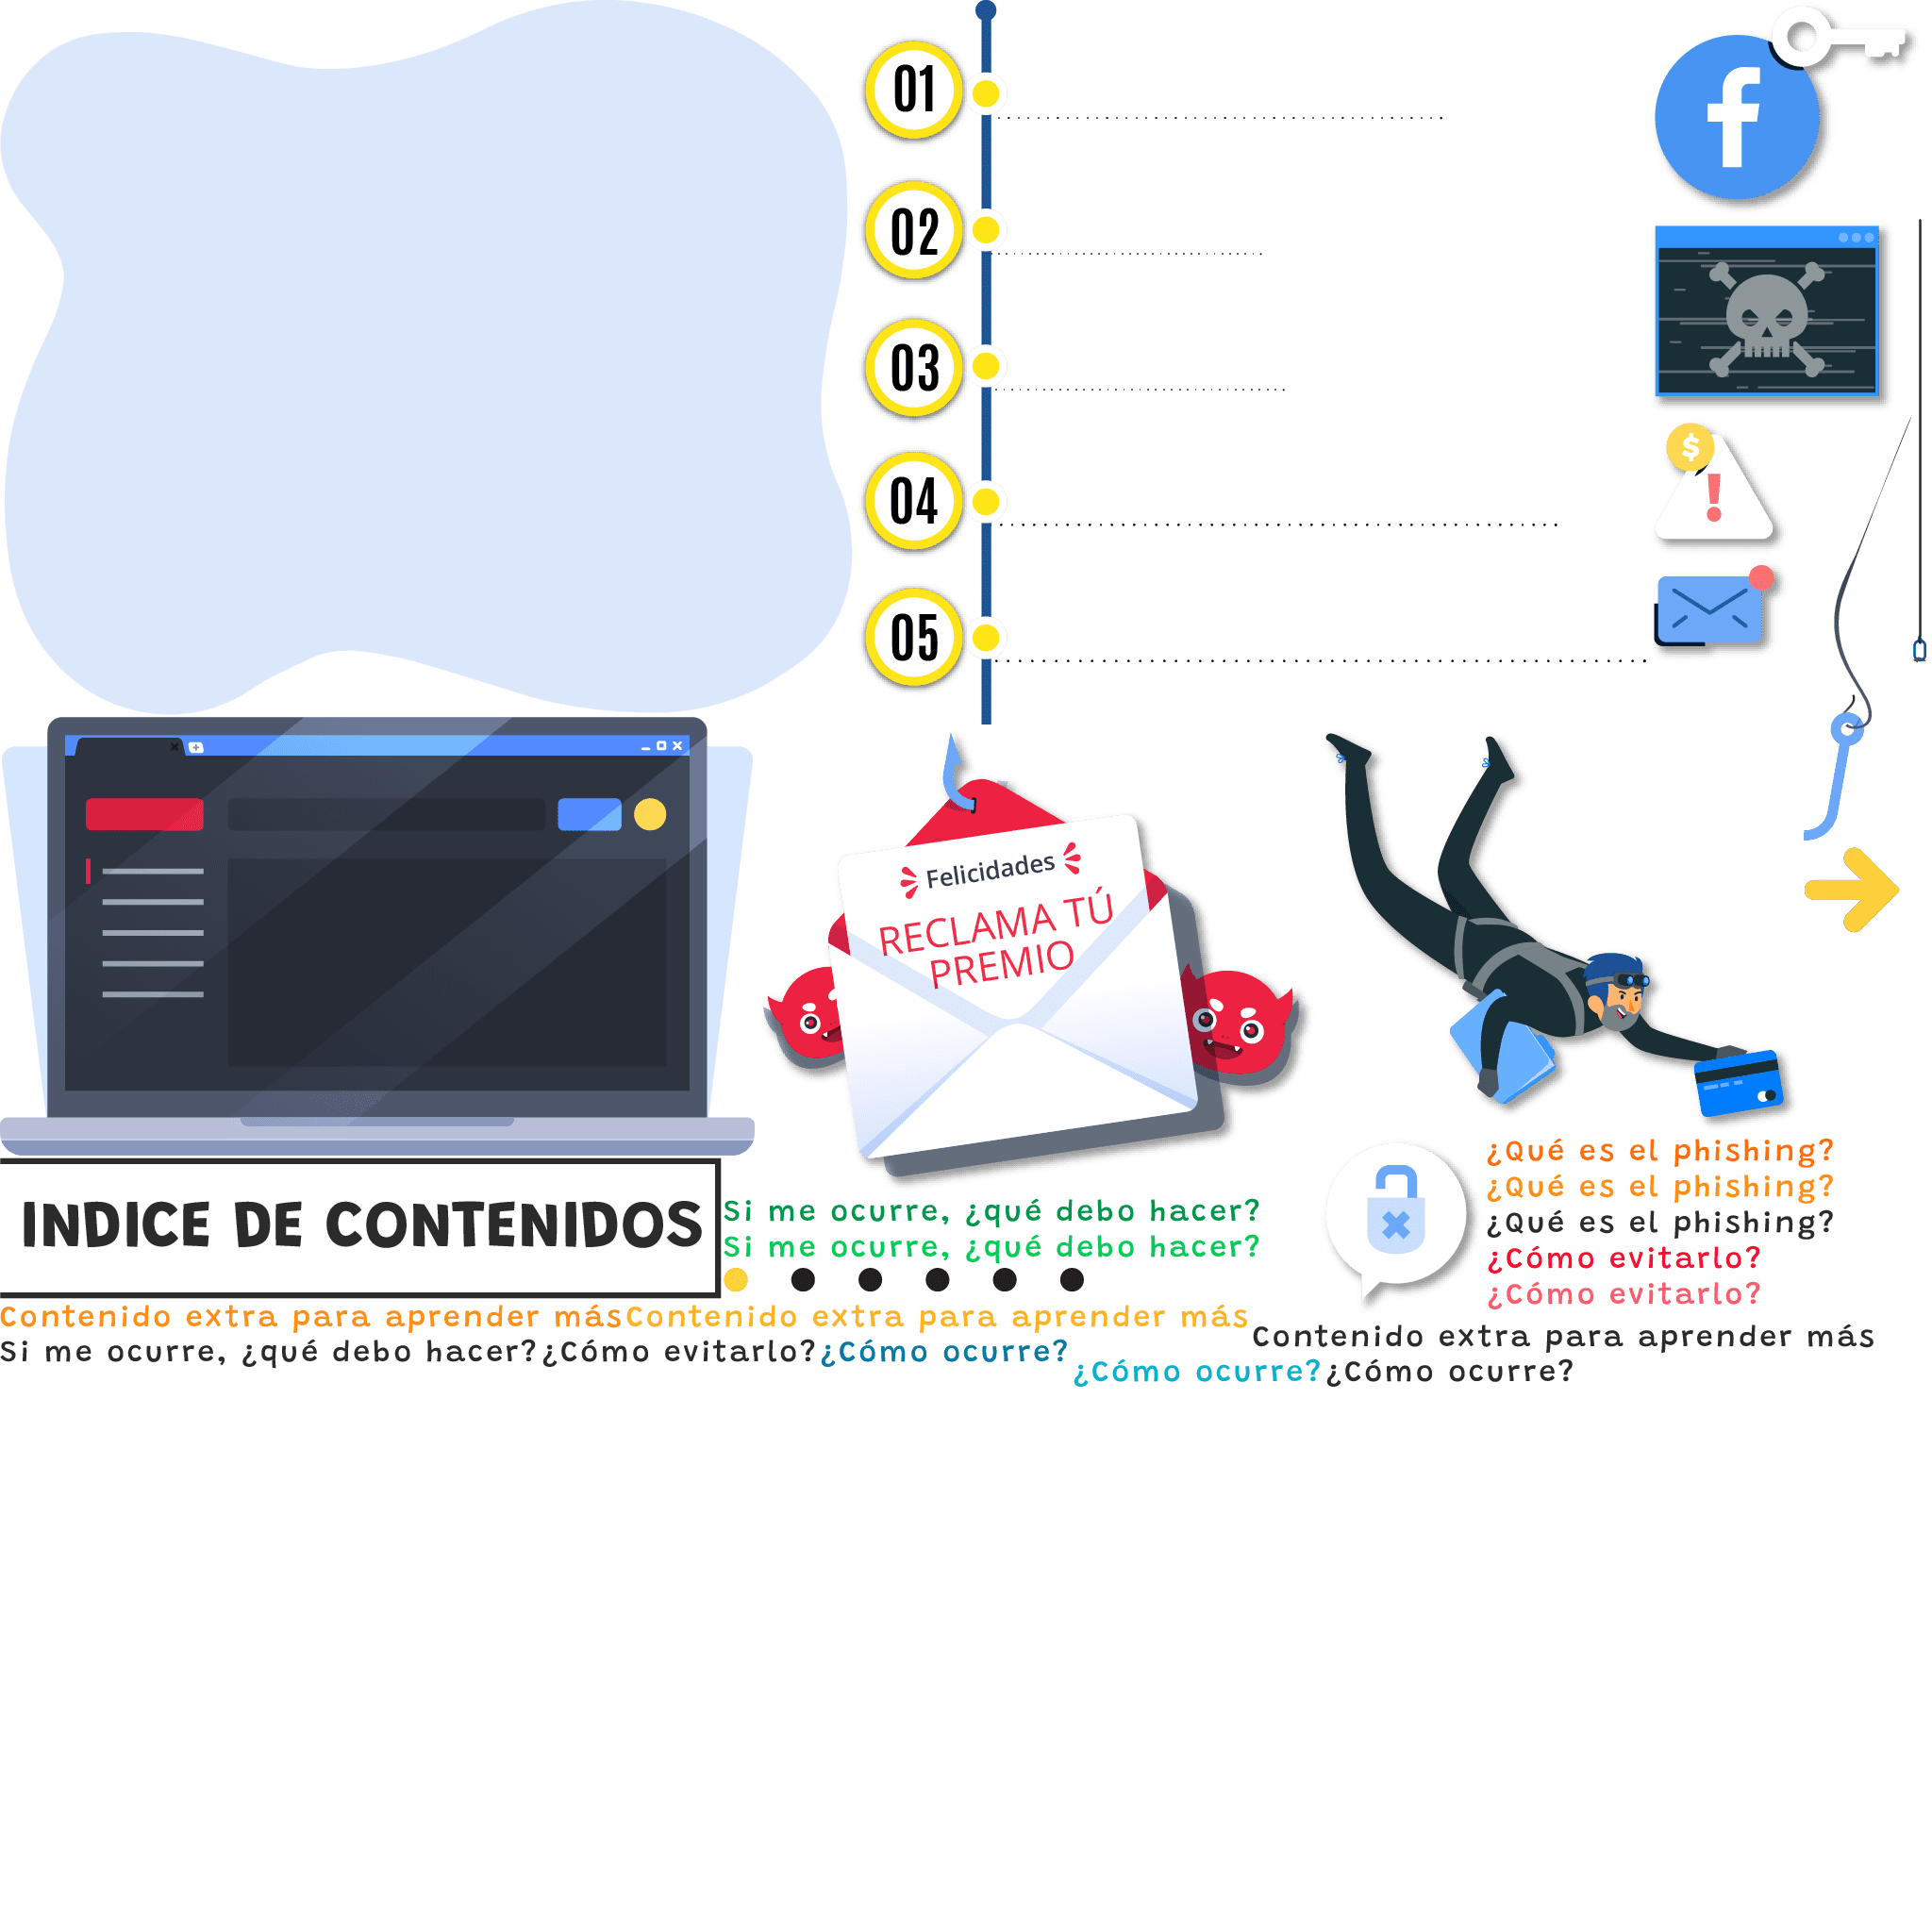 01
02
03
04
05
f
$
!
Felicidades
RECLAMA TÚ
PREMIO
INDICE DE CONTENIDOS
Si me ocurre, ¿qué debo hacer?
Si me ocurre, ¿qué debo hacer?
¿Qué es el phishing?
¿Qué es el phishing?
¿Qué es el phishing?
¿Cómo evitarlo?
¿Cómo evitarlo?
Contenido extra para aprender más
Contenido extra para aprender más
Contenido extra para aprender más
Si me ocurre, ¿qué debo hacer?
¿Cómo evitarlo?
¿Cómo ocurre?
¿Cómo ocurre?
¿Cómo ocurre?